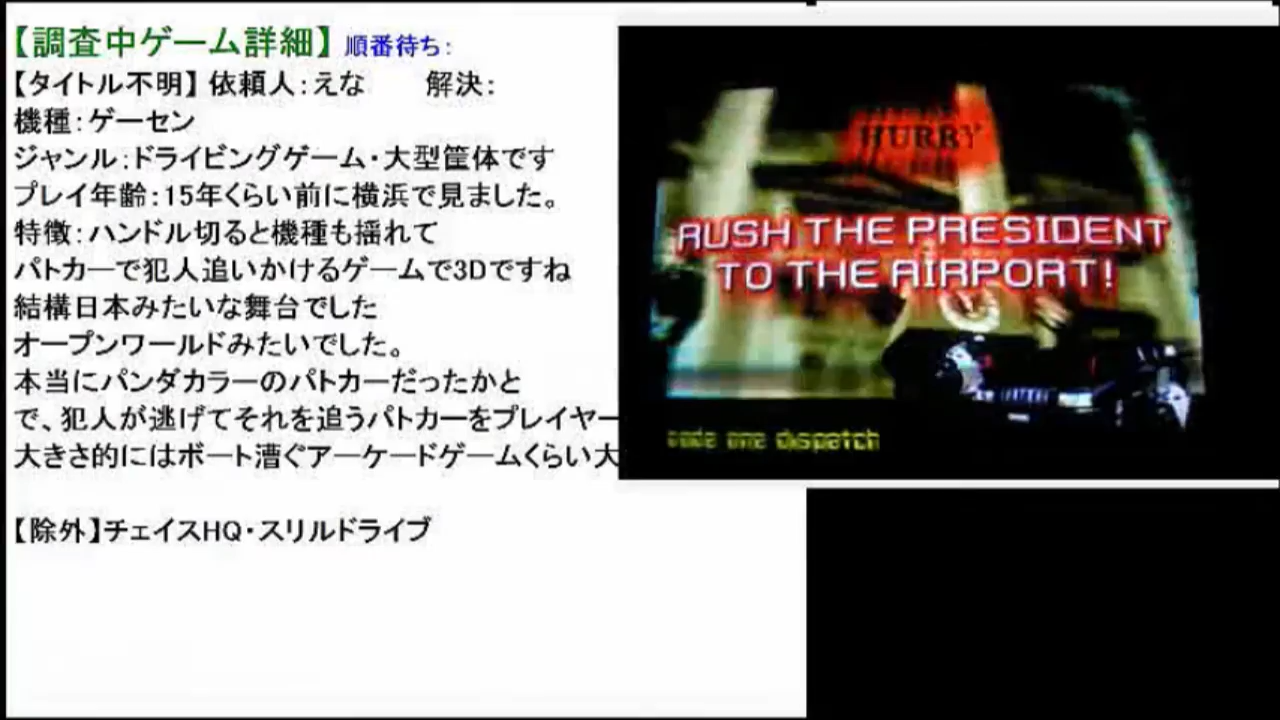 【調査中ゲーム詳細】 順番待ち：
【タイトル不明】 依頼人：えな 解決：
機種：ゲーセン
ジャンル：ドライビングゲーム・大型筐体です
プレイ年齢：15年くらい前に横浜で見ました。
特徴：ハンドル切ると機種も揺れて
パトカーで犯人追いかけるゲームで3Dですね
結構日本みたいな舞台でした
オープンワールドみたいでした。
本当にパンダカラーのパトカーだったかと
で、犯人が逃げてそれを追うパトカーをプレイヤー
大きさ的にはボート漕ぐアーケードゲームくらい大
【除外】チェイスHQ・スリルドライブ
HURRY
RUSH THE PRESIDENT
TO THE AIRPORT!
code one dispatch